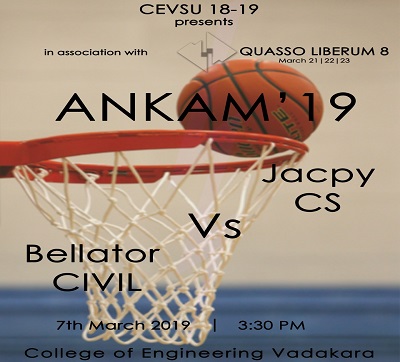 CEVSU 18-19
presents
in association with
QUASSO LIBERUM 8
March 21|22|23
ANKAM'19
Jacpy
CS
Vs
Bellator
CIVIL
7th March 2019 | 3:30 PM
College of Engineering Vadakara